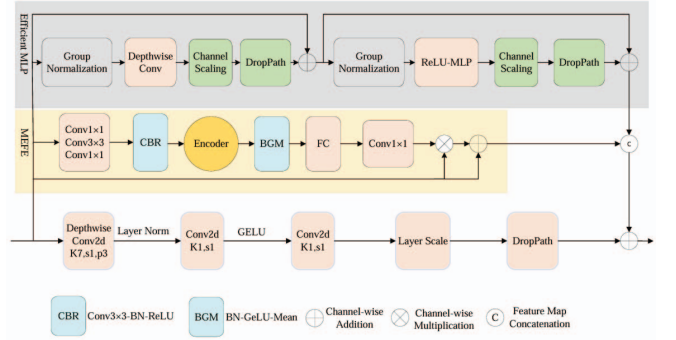 Efficient MLP
Group
Normalization
Depthwise
Conv
Channel
Scaling
DropPath
Group
Normalization
ReLU-MLP
Channel
Scaling
DropPath
MEFE
Conv1×1
Conv3×3
Conv1×1
CBR
Encoder
BGM
FC
Conv1×1
C
Depthwise
Conv2d
K7,s1,p3
Layer Norm
Conv2d
K1,s1
GELU
Conv2d
K1,s1
Layer Scale
DropPath
CBR
Conv3×3-BN-ReLU
BGM
BN-GeLU-Mean
Channel-wise
Addition
Channel-wise
Multiplication
C
Feature Map
Concatenation